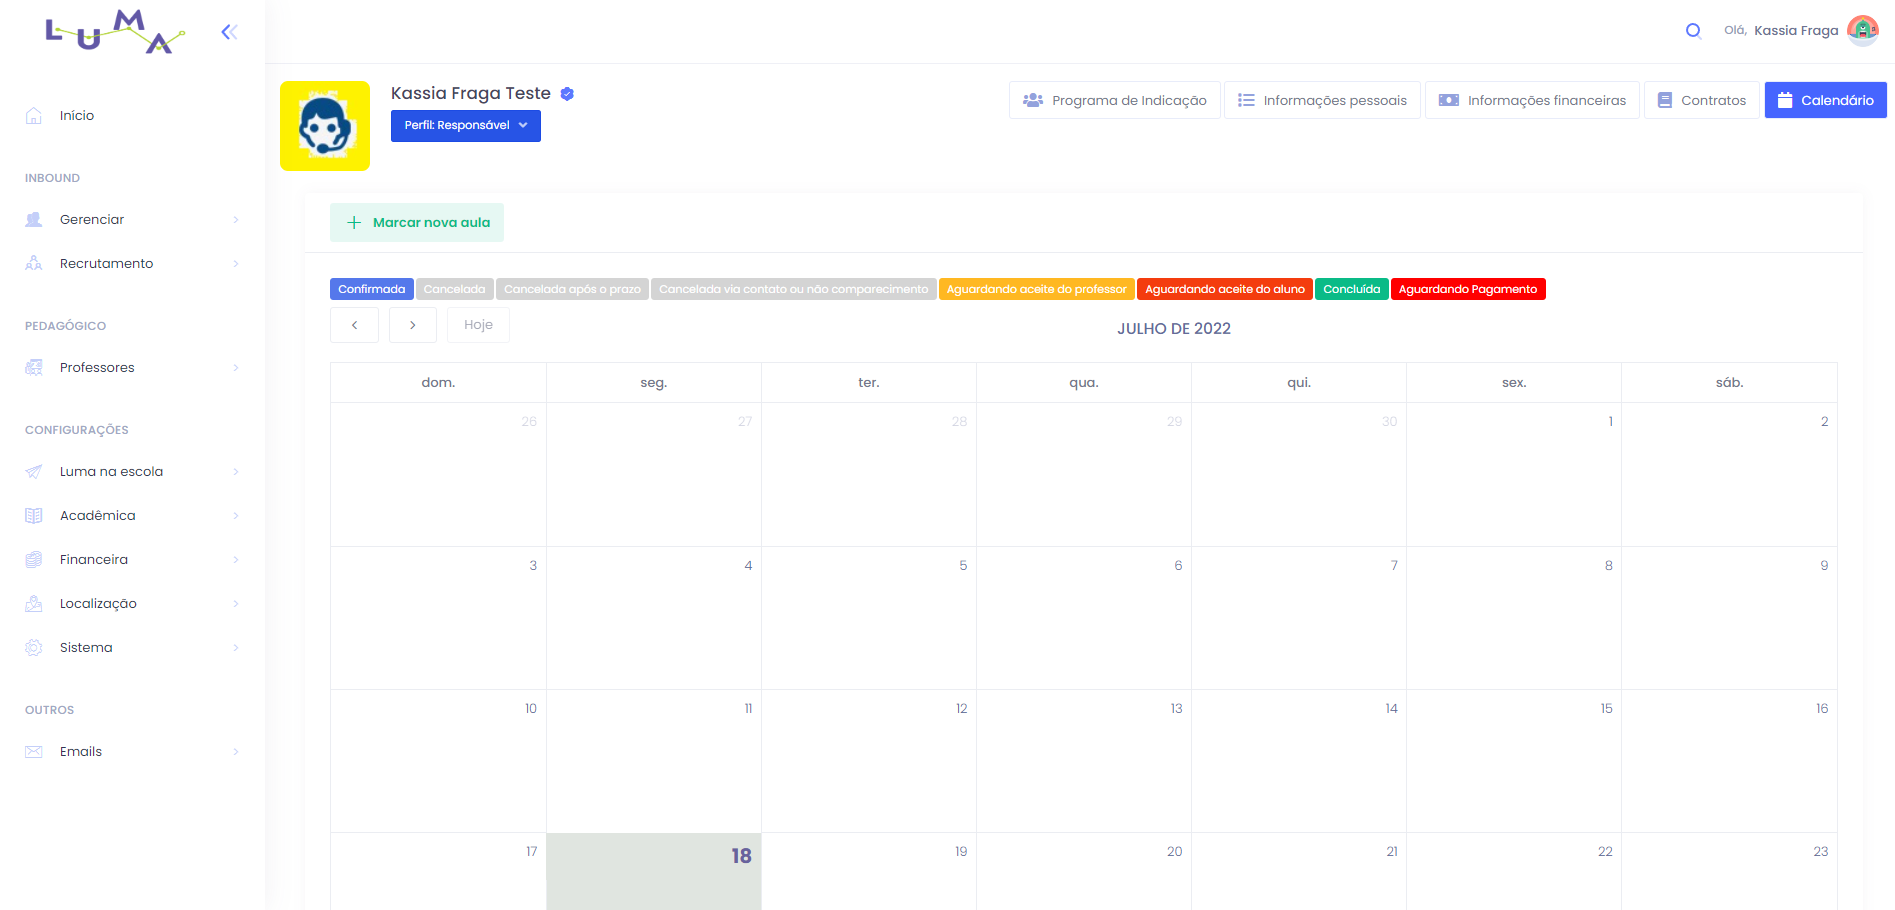 LUMA
Olá, Kassia Fraga
Início
INBOUND
Gerenciar
Recrutamento
PEDAGÓGICO
Professores
CONFIGURAÇÕES
Luma na escola
Acadêmica
Financeira
Localização
Sistema
OUTROS
Emails
Kassia Fraga Teste
Perfil: Responsável
Programa de Indicação
Informações pessoais
Informações financeiras
Contratos
Calendário
Marcar nova aula
Confirmada Cancelada Cancelada após o prazo Cancelada via contato ou não comparecimento Aguardando aceite do professor Aguardando aceite do aluno Concluída Aguardando Pagamento
Hoje
JULHO DE 2022
dom. seg. ter. qua. qui. sex. sáb.
26 27 28 29 30 1 2
3 4 5 6 7 8 9
10 11 12 13 14 15 16
17 18 19 20 21 22 23